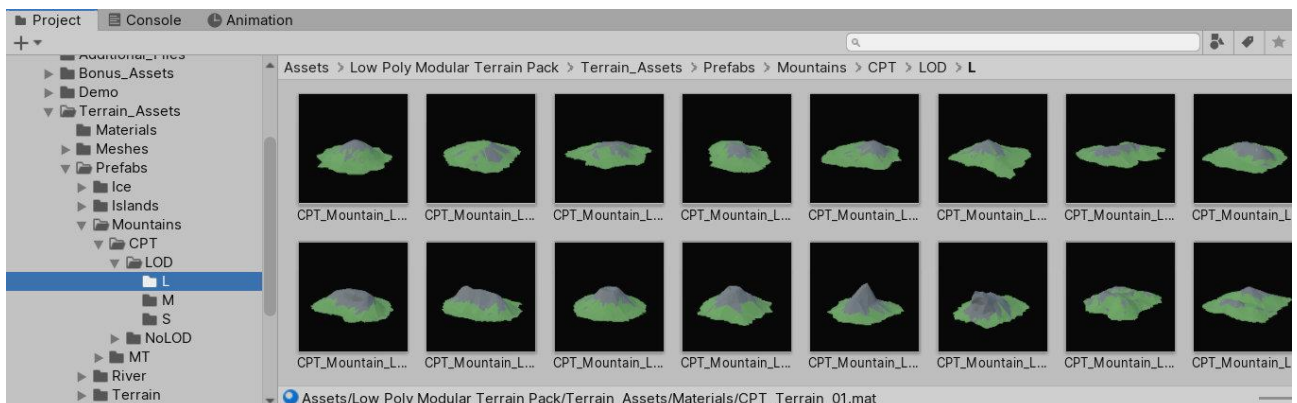 Project Console Animation
Additional_Files
Bonus_Assets
Demo
Terrain_Assets
Materials
Meshes
Prefabs
Ice
Islands
Mountains
CPT
LOD
L
M
S
NoLOD
MT
River
Terrain
Assets > Low Poly Modular Terrain Pack > Terrain_Assets > Prefabs > Mountains > CPT > LOD > L
CPT_Mountain_L... CPT_Mountain_L... CPT_Mountain_L... CPT_Mountain_L... CPT_Mountain_L... CPT_Mountain_L... CPT_Mountain_L... CPT_Mountain_L
CPT_Mountain_L... CPT_Mountain_L... CPT_Mountain_L... CPT_Mountain_L... CPT_Mountain_L... CPT_Mountain_L... CPT_Mountain_L... CPT_Mountain_L
Assets/Low Poly Modular Terrain Pack/Terrain_Assets/Materials/CPT_Terrain_01.mat